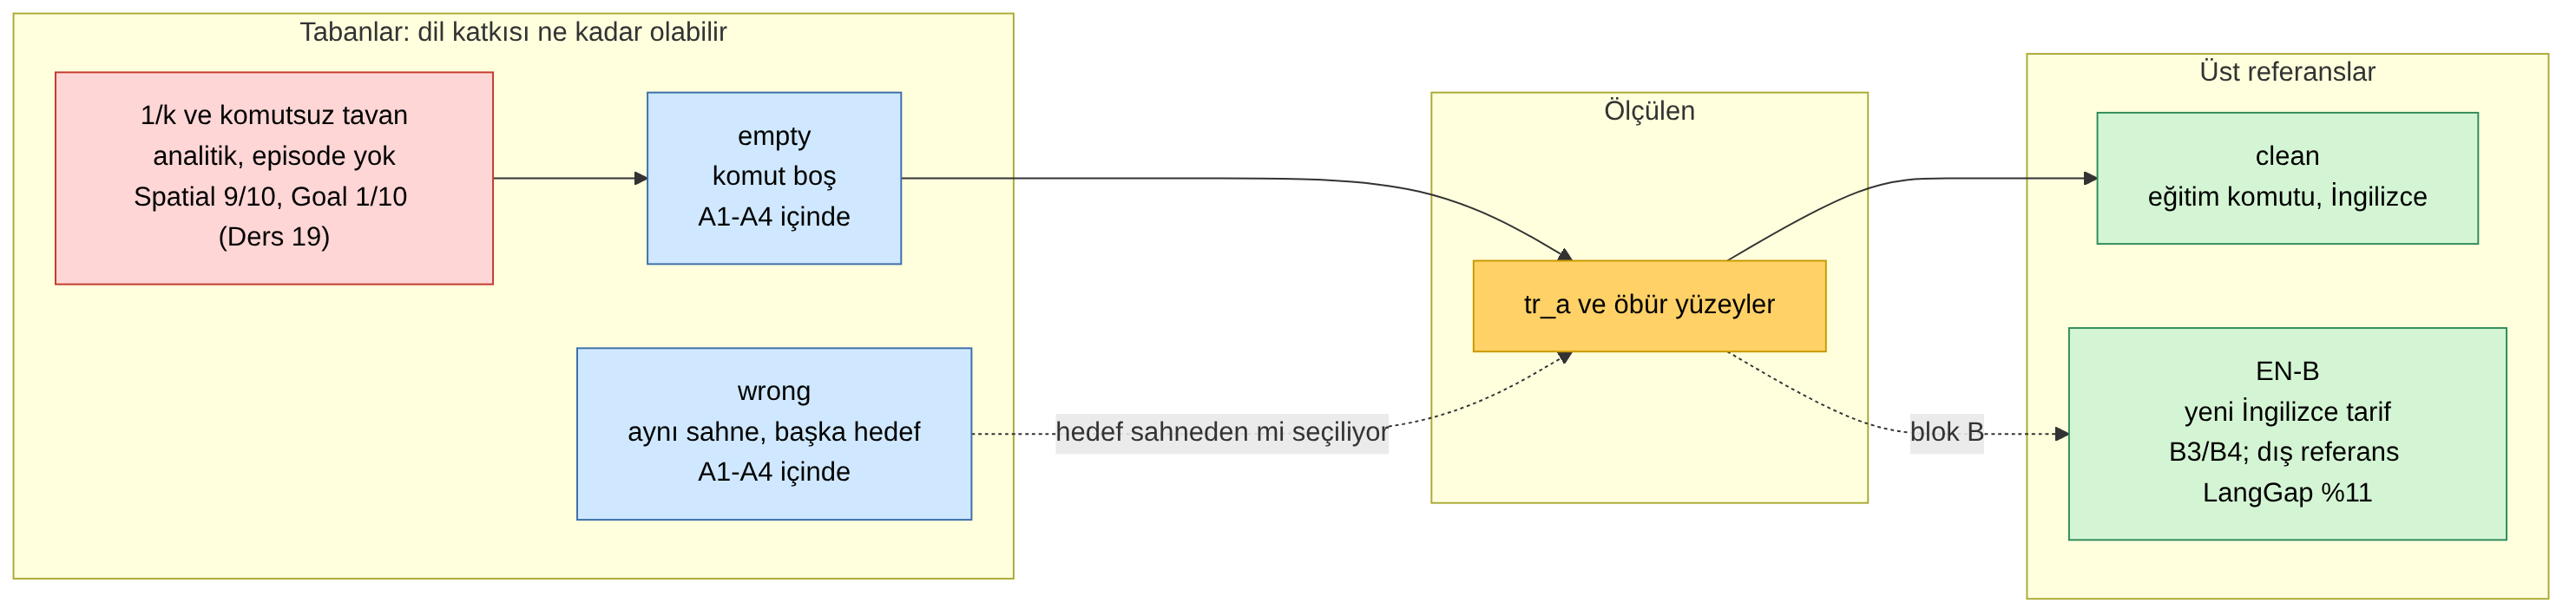 Tabanlar: dil katkısı ne kadar olabilir
1/k ve komutsuz tavan
analitik, episode yok
Spatial 9/10, Goal 1/10
(Ders 19)
empty
komut boş
A1-A4 içinde
wrong
aynı sahne, başka hedef
A1-A4 içinde
hedef sahneden mi seçiliyor
Ölçülen
tr_a ve öbür yüzeyler
blok B
Üst referanslar
clean
eğitim komutu, İngilizce
EN-B
yeni İngilizce tarif
B3/B4; dış referans
LangGap %11